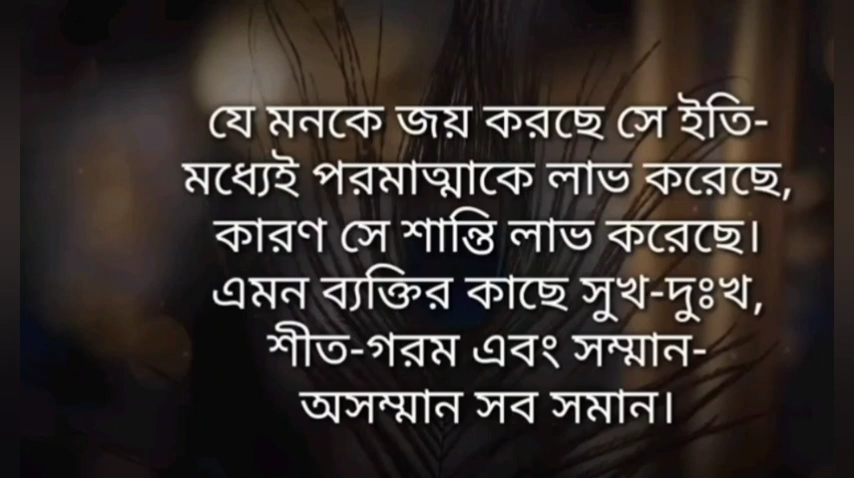 যে মনকে জয় করছে সে ইতি-
মধ্যেই পরমাত্মাকে লাভ করেছে,
কারণ সে শান্তি লাভ করেছে।
এমন ব্যক্তির কাছে সুখ-দুঃখ,
শীত-গরম এবং সম্মান-
অসম্মান সব সমান।